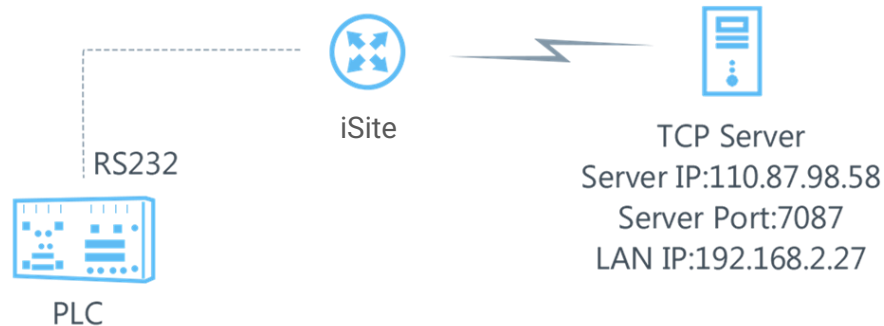 iSite
RS232
PLC
TCP Server
Server IP:110.87.98.58
Server Port:7087
LAN IP:192.168.2.27